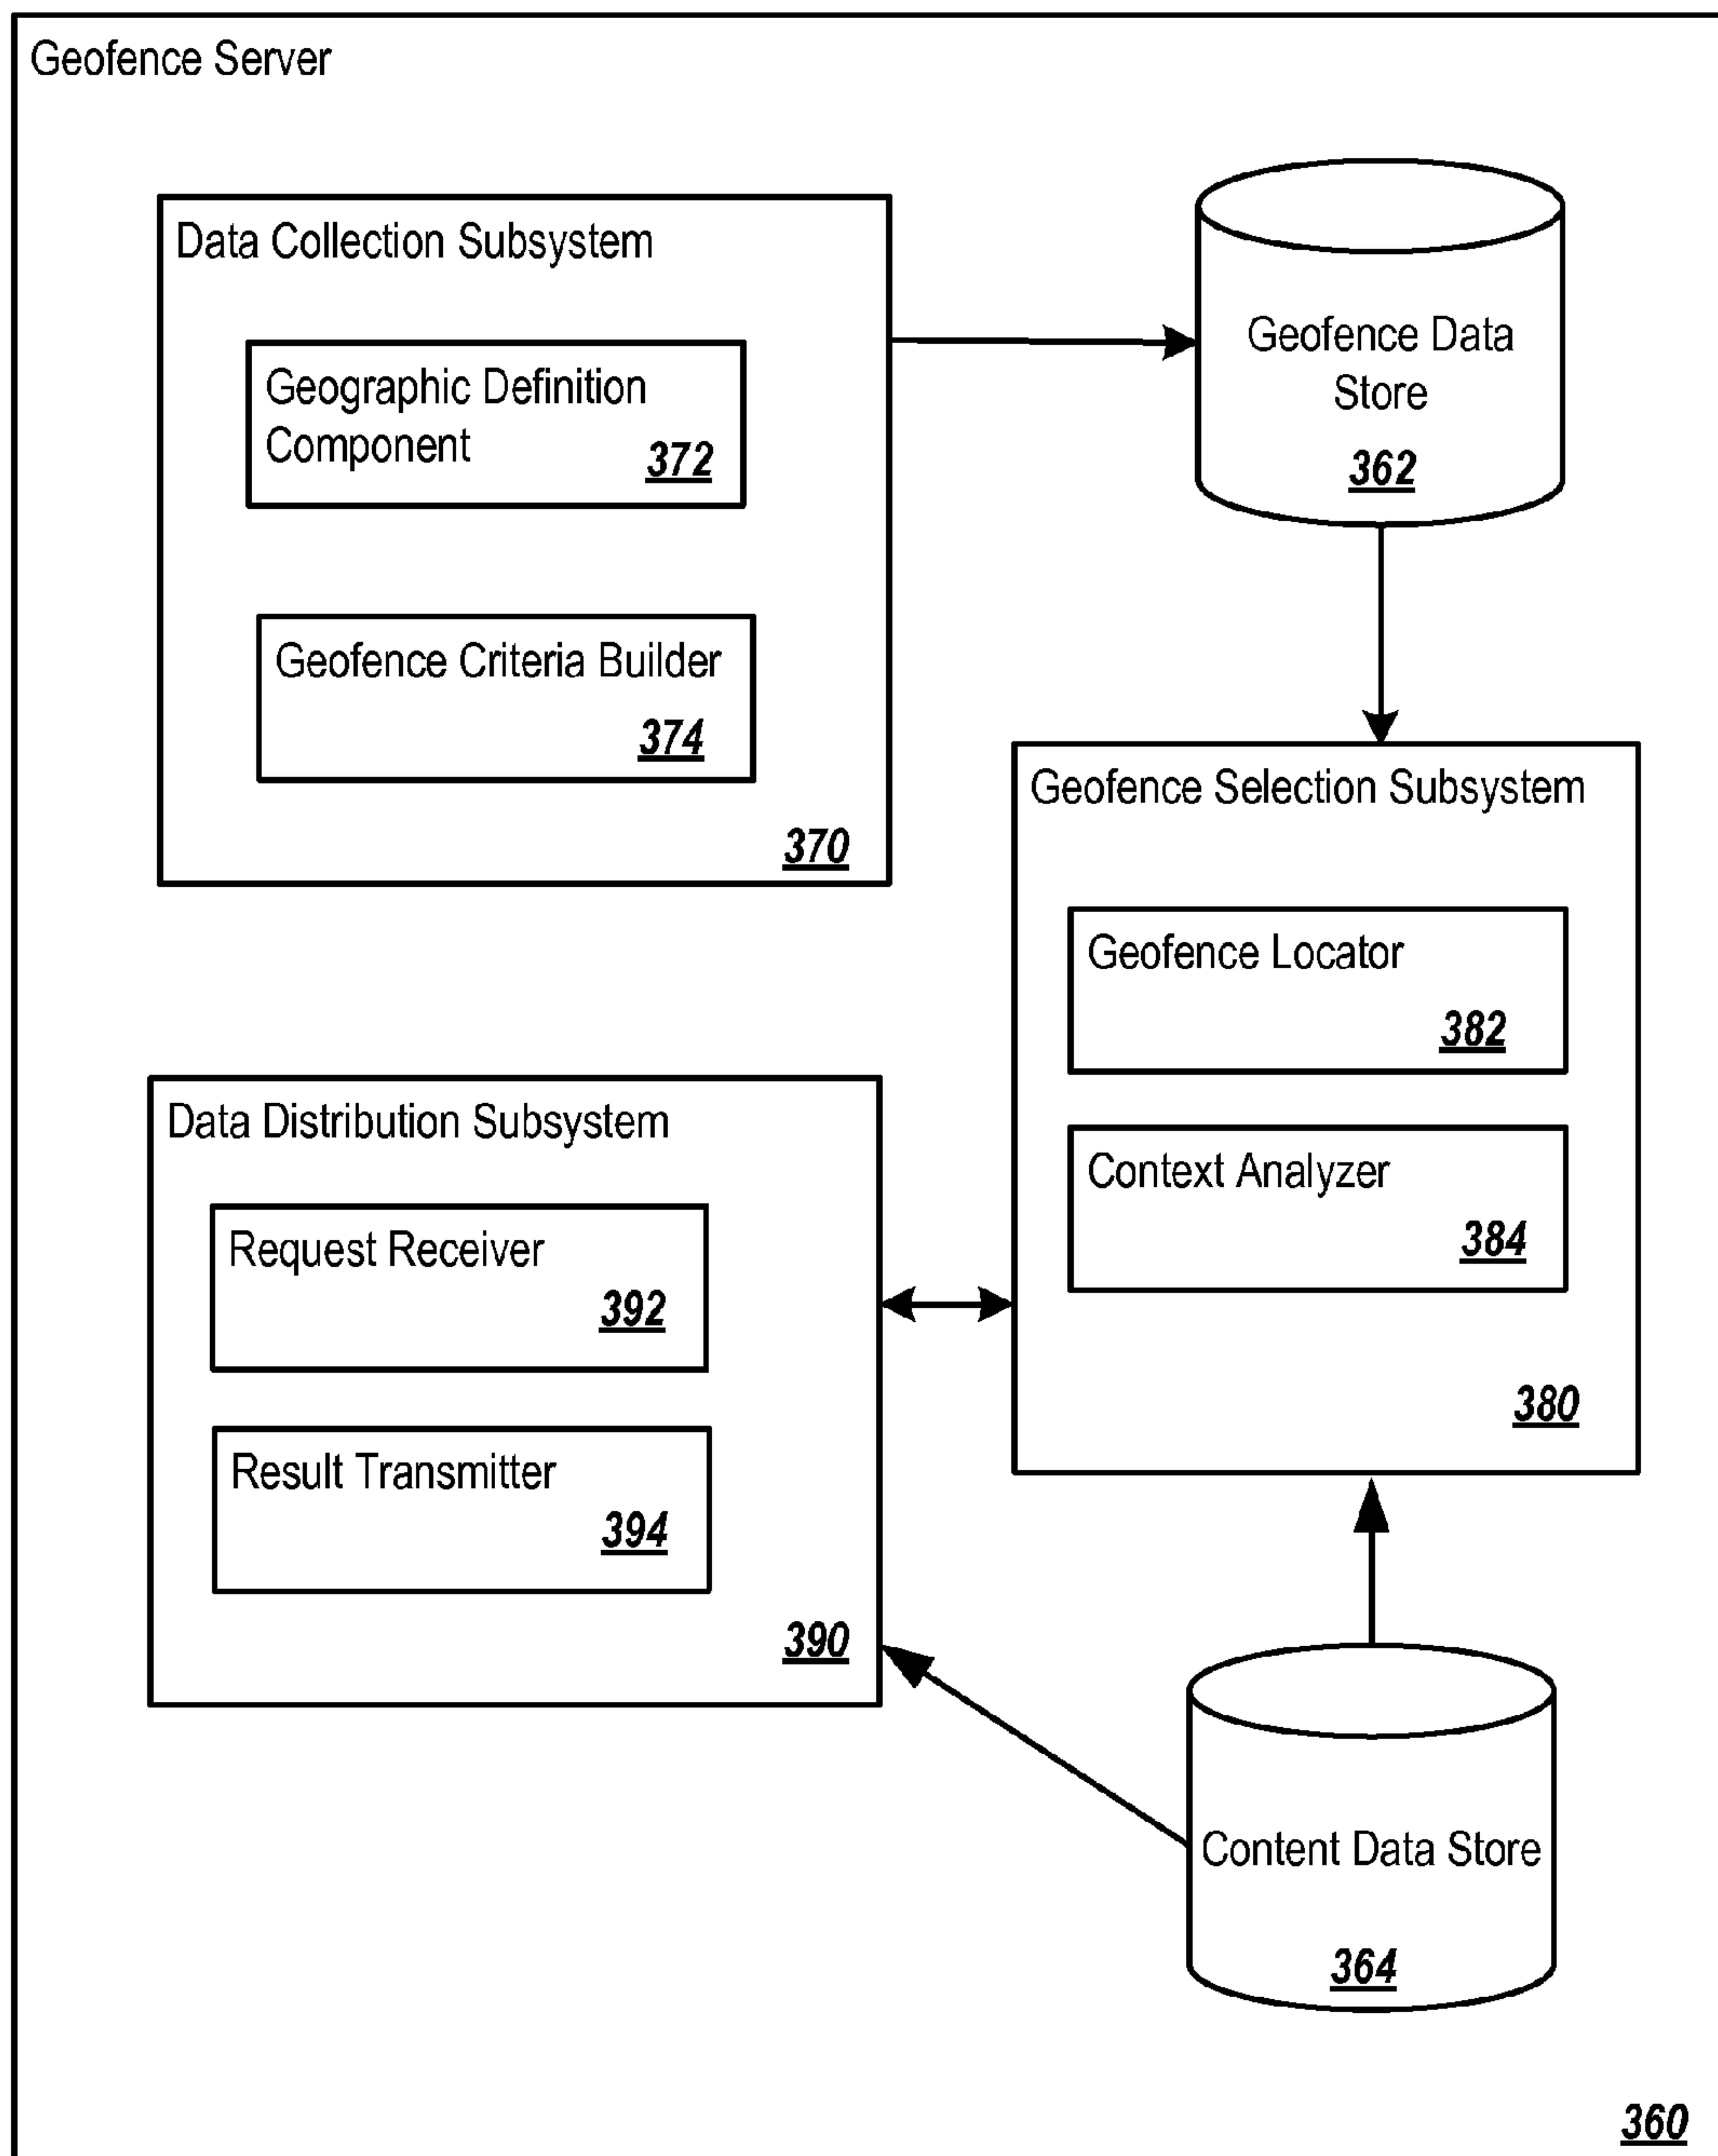 Geofence Server
Data Collection Subsystem
Geographic Definition
Component
372
Geofence Criteria Builder
374
370
Geofence Data
Store
362
Geofence Selection Subsystem
Geofence Locator
382
Context Analyzer
384
380
Data Distribution Subsystem
Request Receiver
392
Result Transmitter
394
390
Content Data Store
364
360